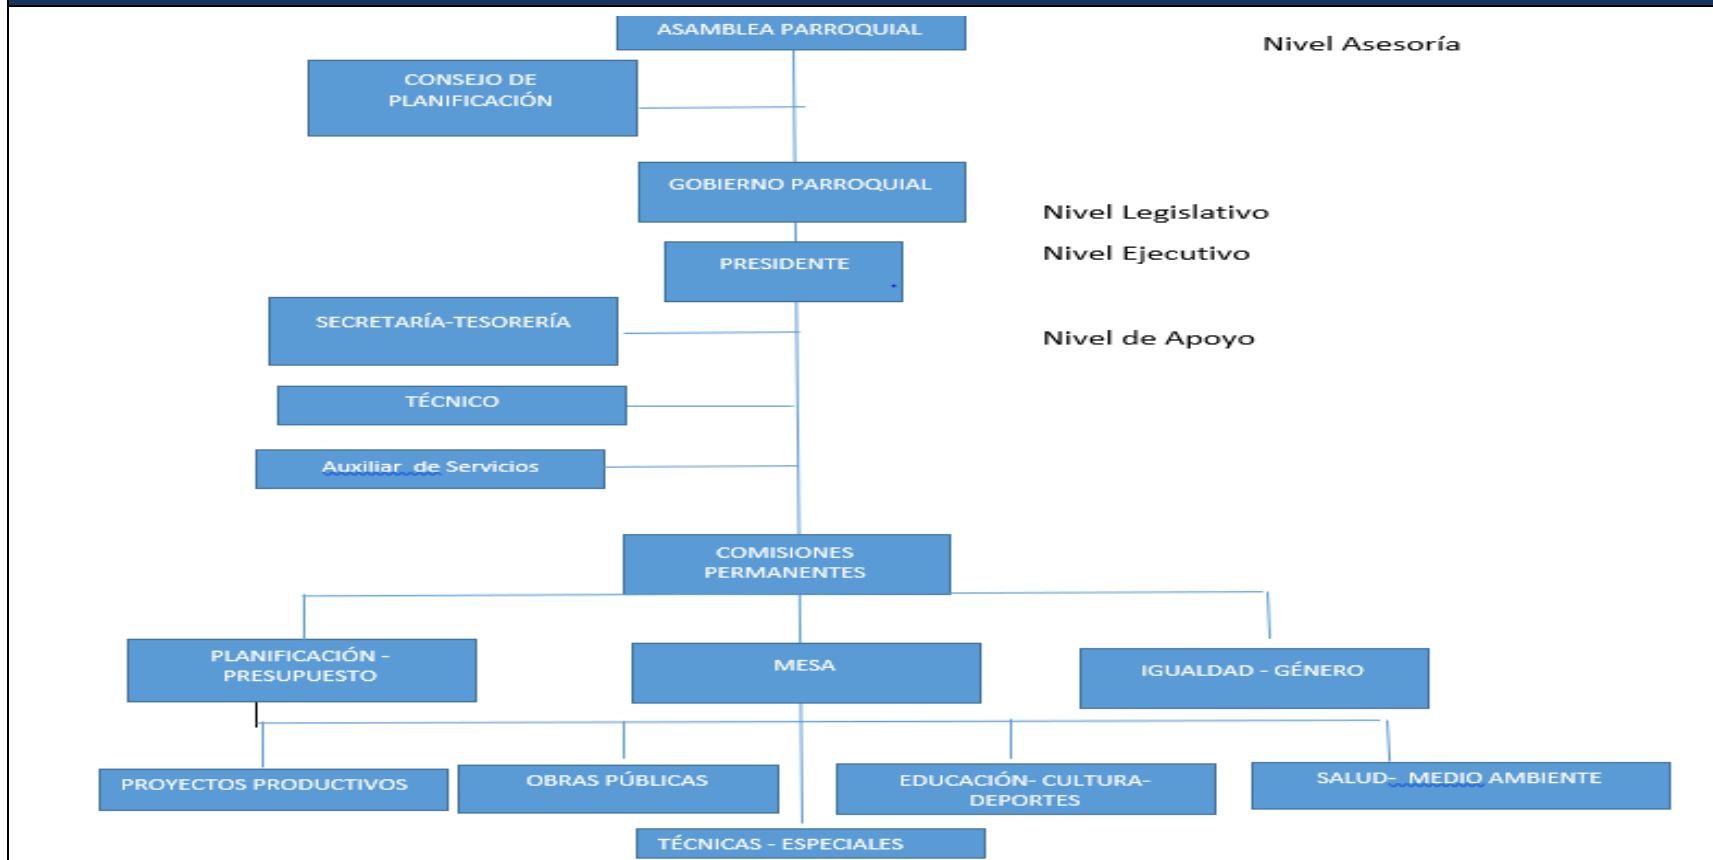 ASAMBLEA PARROQUIAL
Nivel Asesoría
CONSEJO DE
PLANIFICACIÓN
GOBIERNO PARROQUIAL
Nivel Legislativo
Nivel Ejecutivo
PRESIDENTE
SECRETARÍA-TESORERÍA
Nivel de Apoyo
TÉCNICO
Auxiliar de Servicios
COMISIONES
PERMANENTES
PLANIFICACIÓN -
PRESUPUESTO
MESA
IGUALDAD - GÉNERO
PROYECTOS PRODUCTIVOS
OBRAS PÚBLICAS
EDUCACIÓN- CULTURA-
DEPORTES
SALUD- MEDIO AMBIENTE
TÉCNICAS - ESPECIALES